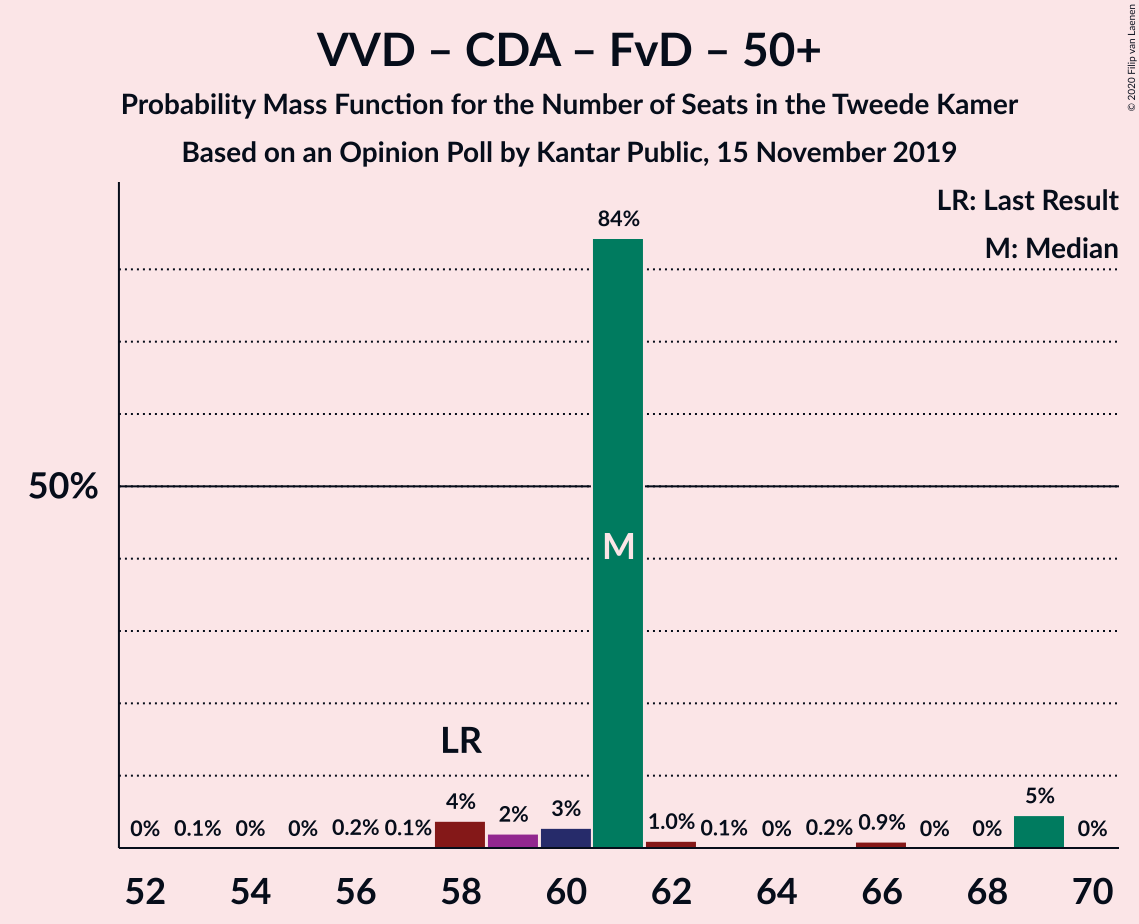 VVD – CDA – FvD – 50+
Probability Mass Function for the Number of Seats in the Tweede Kamer
Based on an Opinion Poll by Kantar Public, 15 November 2019
© 2020 Filip van Laenen
LR: Last Result
M: Median
84%
50%
M
LR
0% 0.1% 0% 0% 0.2% 0.1% 4% 2% 3% 1.0% 0.1% 0% 0.2% 0.9% 0% 0% 5% 0%
52 54 56 58 60 62 64 66 68 70